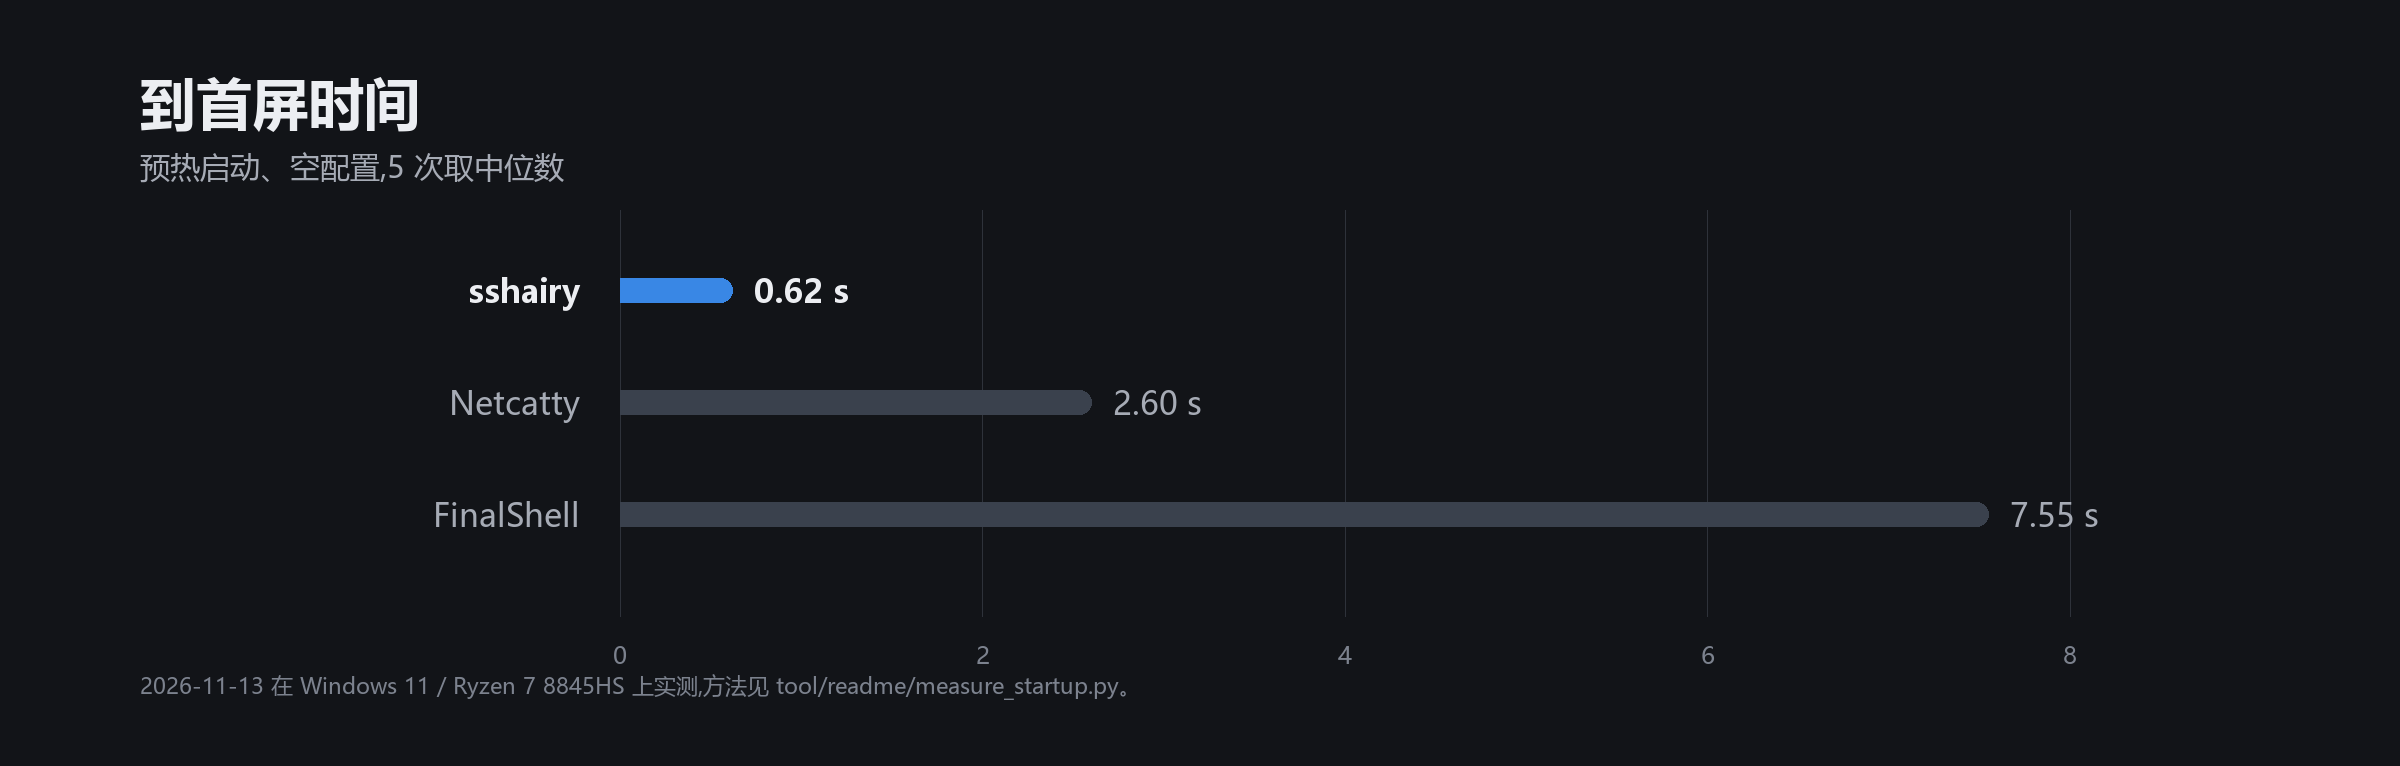 到首屏时间
预热启动、空配置,5 次取中位数
sshairy 0.62 s
Netcatty 2.60 s
FinalShell 7.55 s
0 2 4 6 8
2026-11-13 在 Windows 11 / Ryzen 7 8845HS 上实测,方法见 tool/readme/measure_startup.py。